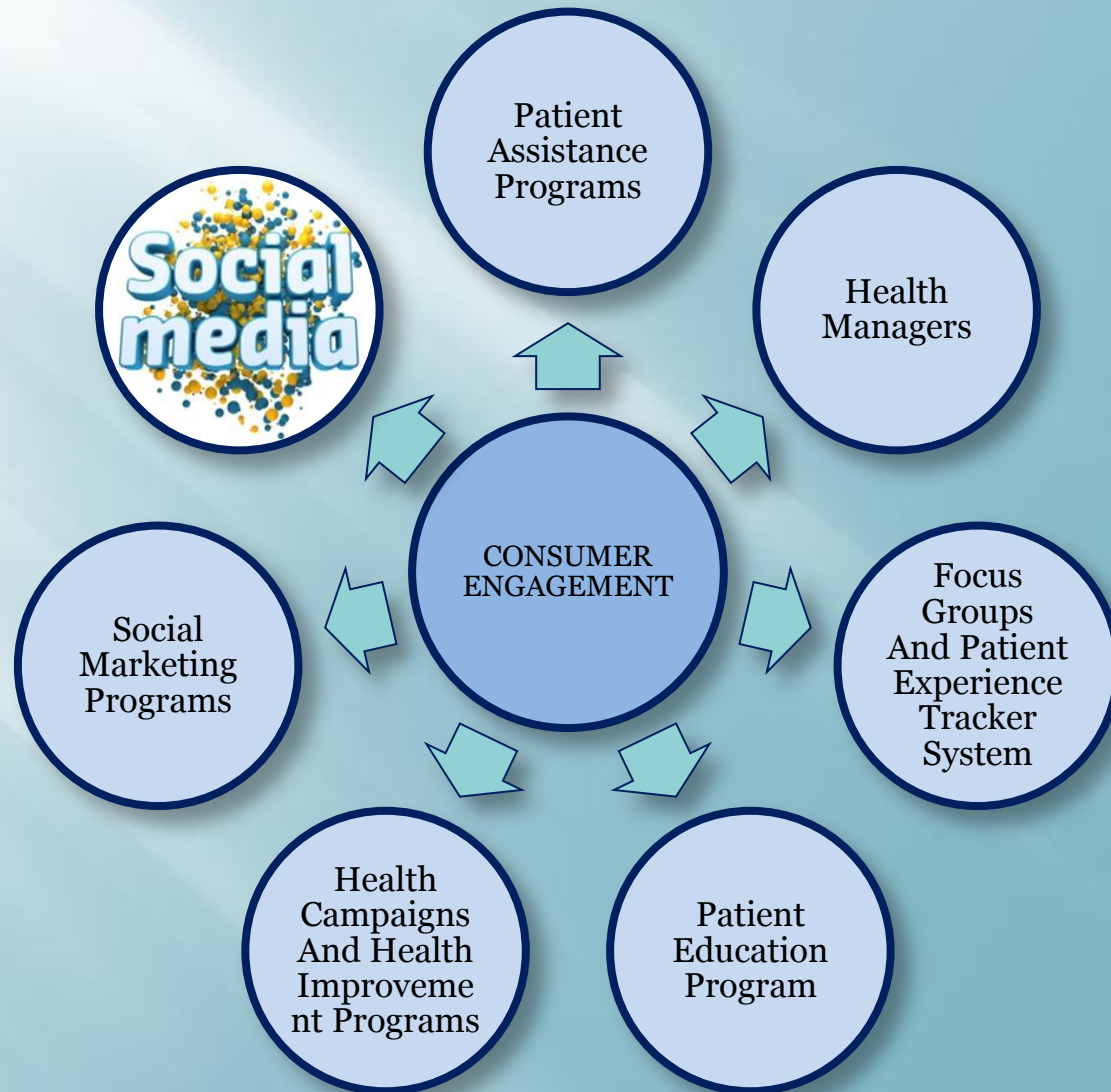 Patient
Assistance
Programs
Health
Managers
Focus
Groups
And Patient
Experience
Tracker
System
Patient
Education
Program
Health
Campaigns
And Health
Improveme
nt Programs
Social
Marketing
Programs
Social
media
CONSUMER
ENGAGEMENT